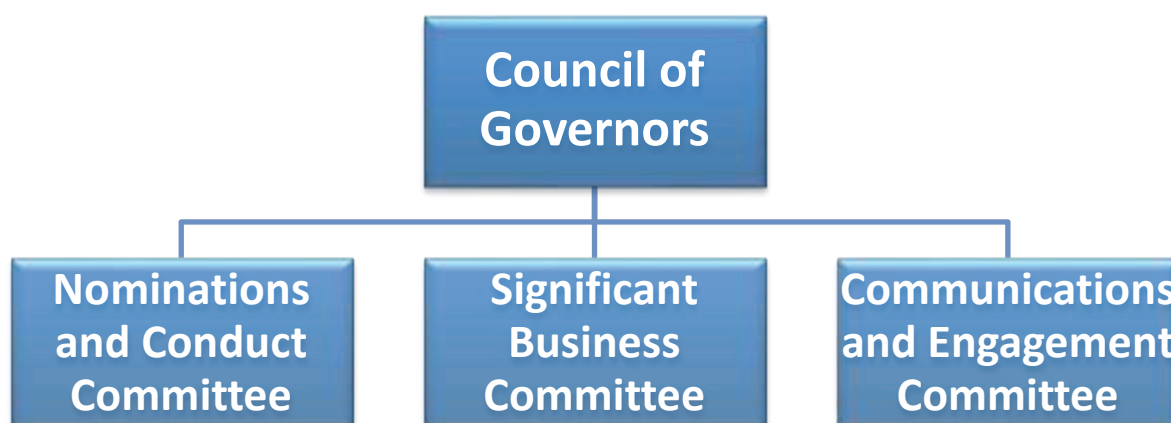 Council of
Governors
Nominations
and Conduct
Committee
Significant
Business
Committee
Communications
and Engagement
Committee